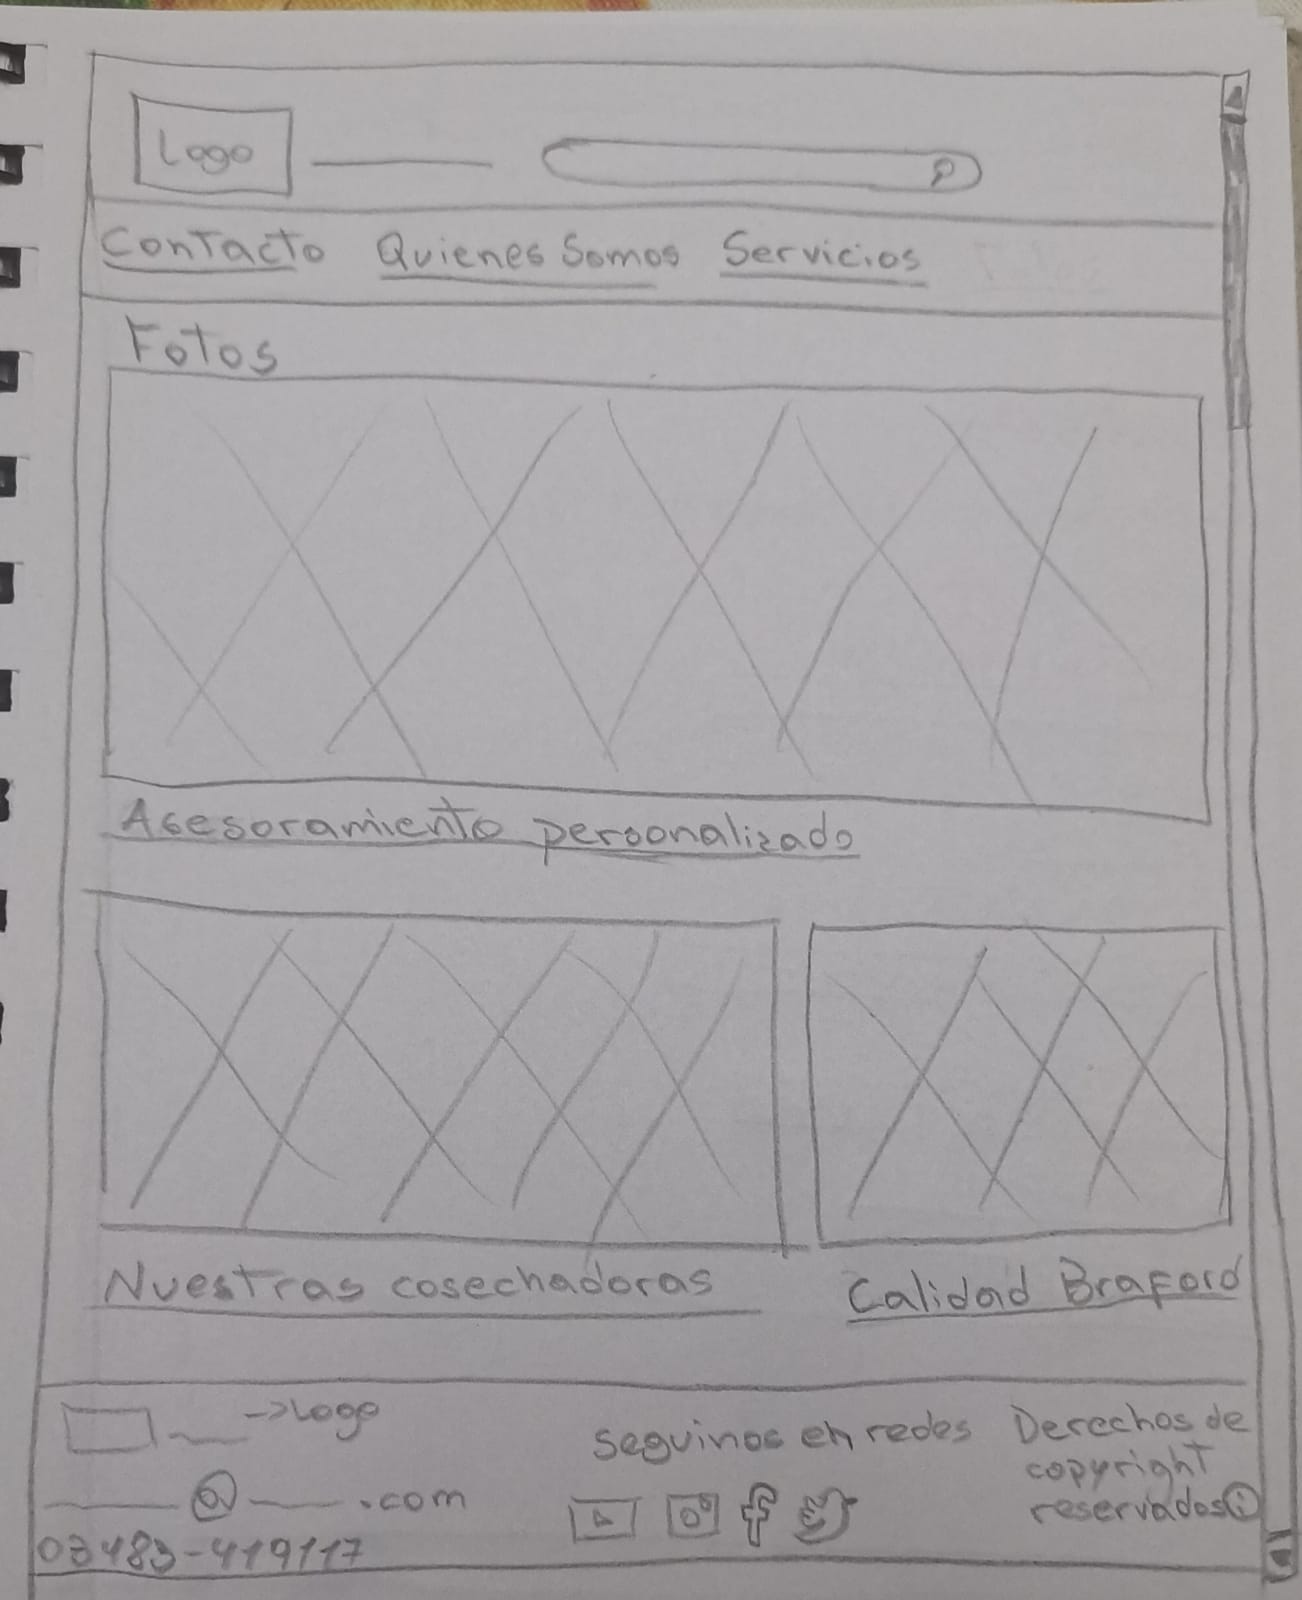 Logo
Contacto Quienes Somos Servicios
Fotos
Asesoramiento personalizado
Nuestras cosechadoras
Calidad Braford
->Logo
@ .com
03483-419117
Seguinos en redes
Derechos de
copyright
reservados